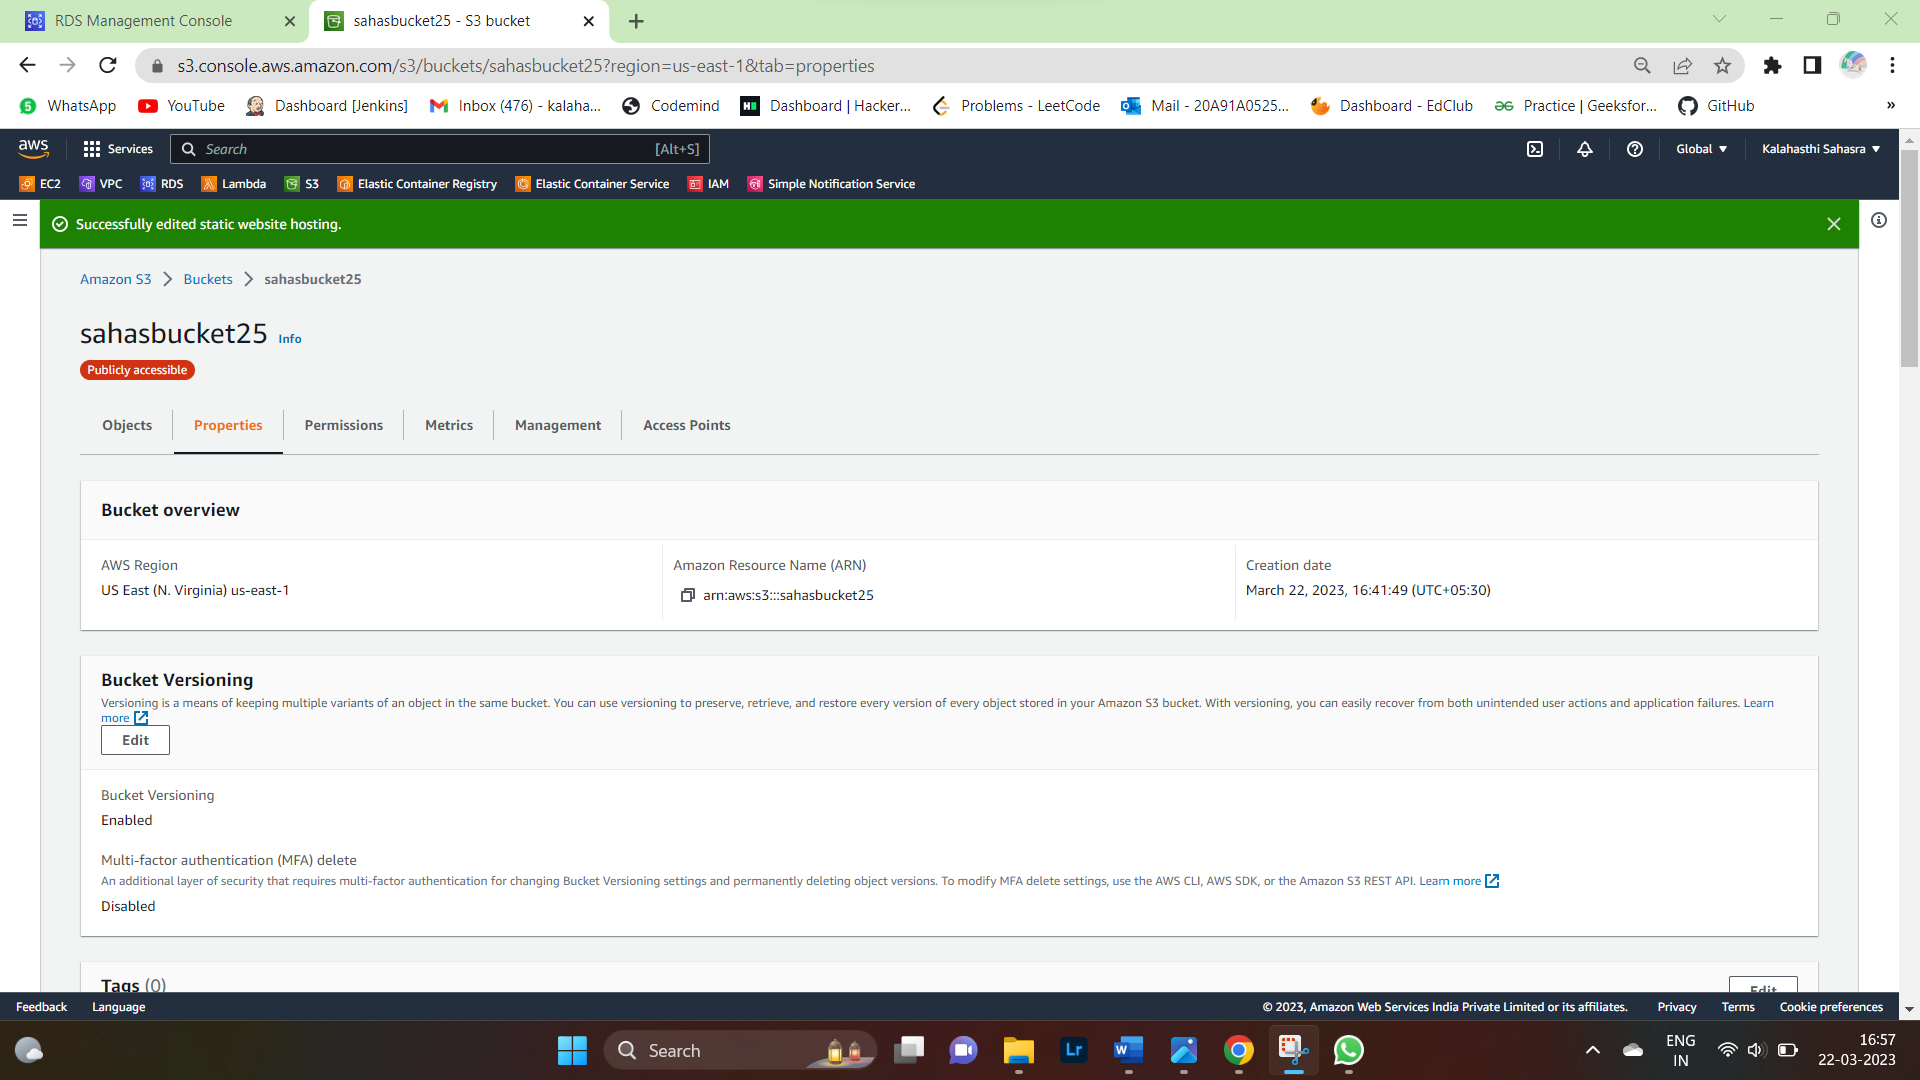 RDS Management Console
sahasbucket25 - S3 bucket
s3.console.aws.amazon.com/s3/buckets/sahasbucket25?region=us-east-1&tab=properties
WhatsApp YouTube Dashboard [Jenkins] Inbox (476) - kalaha... Codemind Dashboard | Hacker... Problems - LeetCode Mail - 20A91A0525... Dashboard - EdClub Practice | Geeksfor... GitHub »
aws Services Search [Alt+S] Global Kalahasthi Sahasra
EC2 VPC RDS Lambda S3 Elastic Container Registry Elastic Container Service IAM Simple Notification Service
Successfully edited static website hosting.
Amazon S3 Buckets sahasbucket25
sahasbucket25 Info
Publicly accessible
Objects Properties Permissions Metrics Management Access Points
Bucket overview
AWS Region Amazon Resource Name (ARN) Creation date
US East (N. Virginia) us-east-1 arn:aws:s3:::sahasbucket25 March 22, 2023, 16:41:49 (UTC+05:30)
Bucket Versioning
Versioning is a means of keeping multiple variants of an object in the same bucket. You can use versioning to preserve, retrieve, and restore every version of every object stored in your Amazon S3 bucket. With versioning, you can easily recover from both unintended user actions and application failures. Learn
more
Edit
Bucket Versioning
Enabled
Multi-factor authentication (MFA) delete
An additional layer of security that requires multi-factor authentication for changing Bucket Versioning settings and permanently deleting object versions. To modify MFA delete settings, use the AWS CLI, AWS SDK, or the Amazon S3 REST API. Learn more
Disabled
Tags (0) Edit
Feedback Language © 2023, Amazon Web Services India Private Limited or its affiliates. Privacy Terms Cookie preferences
Search Lr W ENG 16:57
IN 22-03-2023